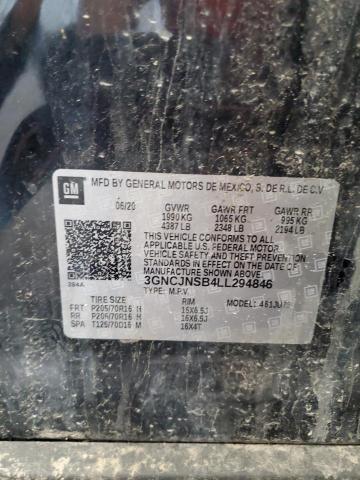 GM
MFD BY GENERAL MOTORS DE MEXICO, S. DE R.L. DE C.V
06/20 GVWR GAWR FRT GAWR RR
1990 KG 1065 KG 995 KG
4387 LB 2348 LB 2194 LB
THIS VEHICLE CONFORMS TO ALL
APPLICABLE U.S. FEDERAL MOTOR
VEHICLE SAFETY AND THEFT PREVENTION
STANDARDS IN EFFECT ON THE DATE OF
MANUFACTURE SHOWN ABOVE.
3GNCJNSB4LL294846
TYPE: M.P.V. MODEL:
TIRE SIZE RIM
FRT P205/70R16 H 16X6.5J
RR P205/70R16 H 16X6.5J
SPA T125/70D16 M 16X4T